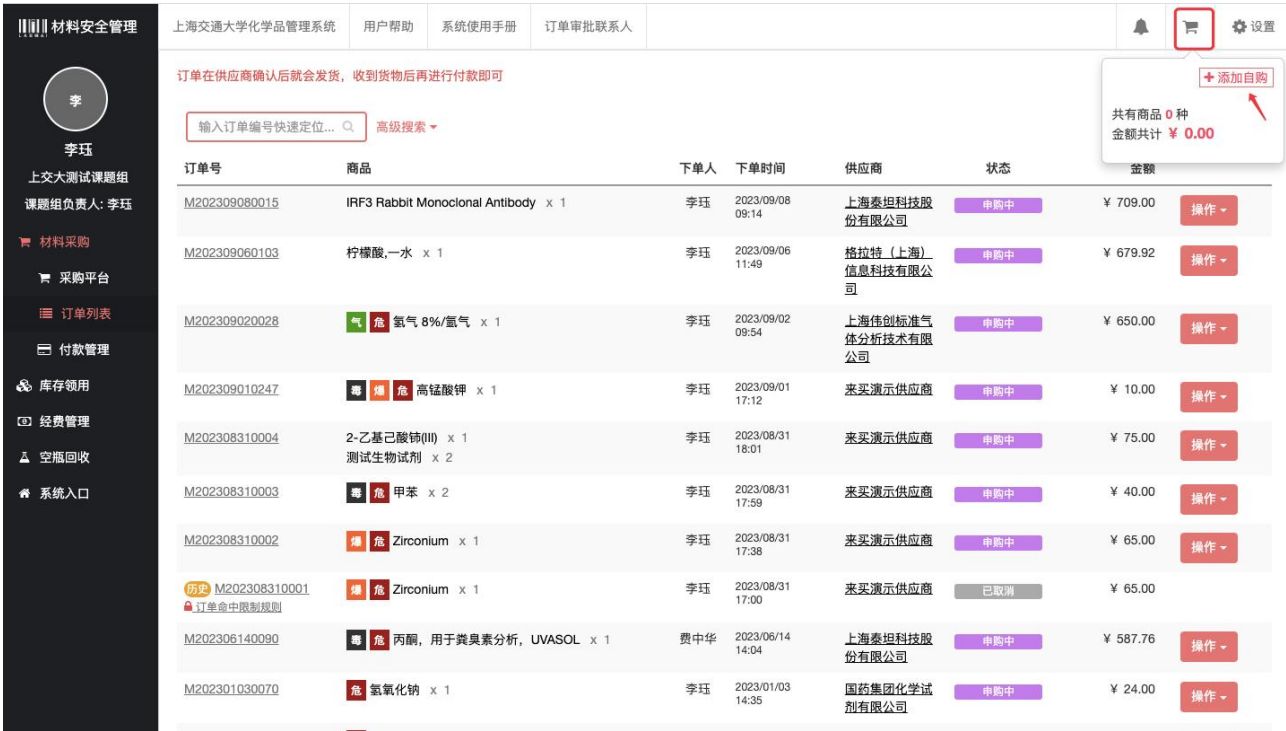 材料安全管理
上海交通大学化学品管理系统 用户帮助 系统使用手册 订单审批联系人 设置
李
李珏
上交大测试课题组
课题组负责人: 李珏
材料采购
采购平台
订单列表
付款管理
库存领用
经费管理
空瓶回收
系统入口
订单在供应商确认后就会发货，收到货物后再进行付款即可
添加自购
共有商品 0 种
金额共计 ¥ 0.00
输入订单编号快速定位... 高级搜索
订单号 商品 下单人 下单时间 供应商 状态 金额
M202309080015 IRF3 Rabbit Monoclonal Antibody x 1 李珏 2023/09/08 09:14 上海泰坦科技股份有限公司 申购中 ¥ 709.00 操作
M202309060103 柠檬酸,一水 x 1 李珏 2023/09/06 11:49 格拉特（上海）信息科技有限公司 申购中 ¥ 679.92 操作
M202309020028 气 危 氢气 8%/氩气 x 1 李珏 2023/09/02 09:54 上海伟创标准气体分析技术有限公司 申购中 ¥ 650.00 操作
M202309010247 毒 爆 危 高锰酸钾 x 1 李珏 2023/09/01 17:12 来买演示供应商 申购中 ¥ 10.00 操作
M202308310004 2-乙基己酸铈(III) x 1 测试生物试剂 x 2 李珏 2023/08/31 18:01 来买演示供应商 申购中 ¥ 75.00 操作
M202308310003 毒 危 甲苯 x 2 李珏 2023/08/31 17:59 来买演示供应商 申购中 ¥ 40.00 操作
M202308310002 爆 危 Zirconium x 1 李珏 2023/08/31 17:38 来买演示供应商 申购中 ¥ 65.00 操作
历史 M202308310001 订单命中限制规则 爆 危 Zirconium x 1 李珏 2023/08/31 17:00 来买演示供应商 已取消 ¥ 65.00
M202306140090 毒 危 丙酮，用于粪臭素分析，UVASOL x 1 费中华 2023/06/14 14:04 上海泰坦科技股份有限公司 申购中 ¥ 587.76 操作
M202301030070 危 氢氧化钠 x 1 李珏 2023/01/03 14:35 国药集团化学试剂有限公司 申购中 ¥ 24.00 操作